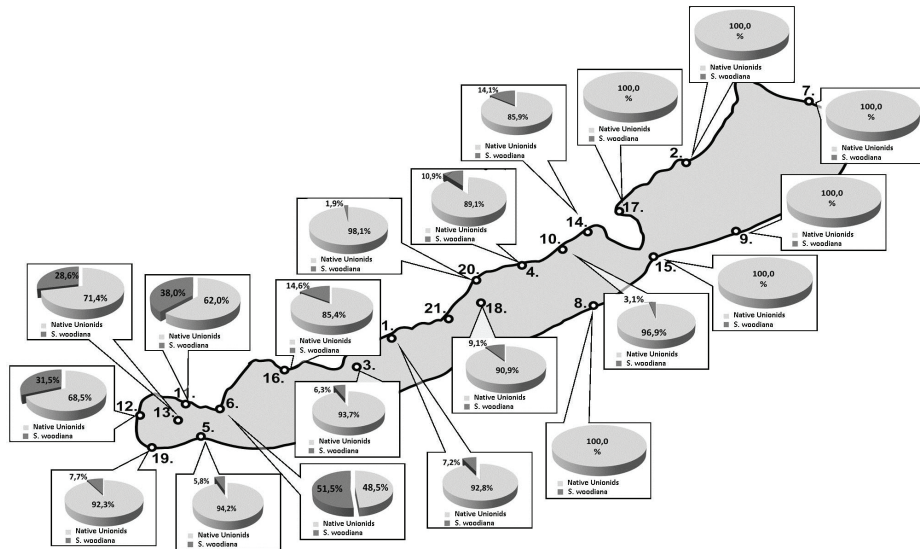 100,0
%
Native Unionids
S. woodiana
7.
100,0
%
Native Unionids
S. woodiana
100,0
%
Native Unionids
S. woodiana
14,1%
85,9%
Native Unionids
S. woodiana
2.
10,9%
89,1%
Native Unionids
S. woodiana
100,0
%
Native Unionids
S. woodiana
1,9%
98,1%
Native Unionids
S. woodiana
17.
14.
10.
9.
15.
4.
20.
100,0
%
Native Unionids
S. woodiana
28,6%
71,4%
Native Unionids
S. woodiana
38,0%
62,0%
Native Unionids
S. woodiana
14,6%
85,4%
Native Unionids
S. woodiana
21.
18.
8.
3,1%
96,9%
Native Unionids
S. woodiana
1.
9,1%
90,9%
Native Unionids
S. woodiana
16.
3.
31,5%
68,5%
Native Unionids
S. woodiana
6,3%
93,7%
Native Unionids
S. woodiana
12.
11.
13.
6.
5.
19.
100,0
%
Native Unionids
S. woodiana
7,7%
92,3%
Native Unionids
S. woodiana
5,8%
94,2%
Native Unionids
S. woodiana
51,5%
48,5%
Native Unionids
S. woodiana
7,2%
92,8%
Native Unionids
S. woodiana